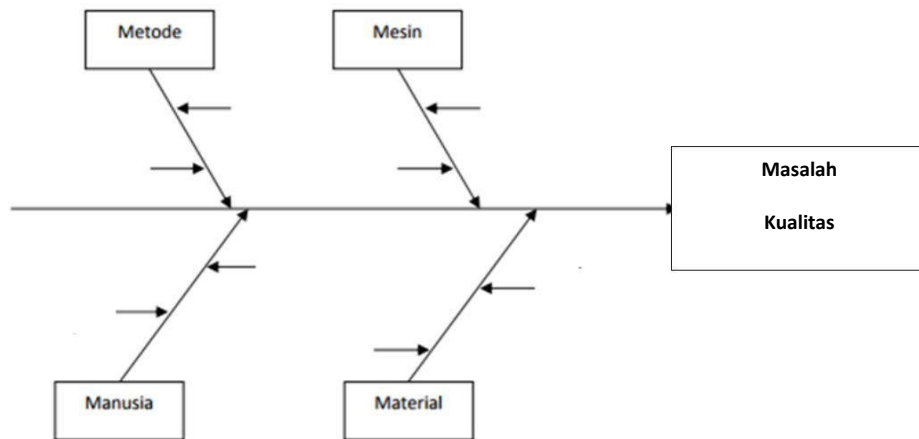 Metode
Mesin
Masalah
Kualitas
Manusia
Material